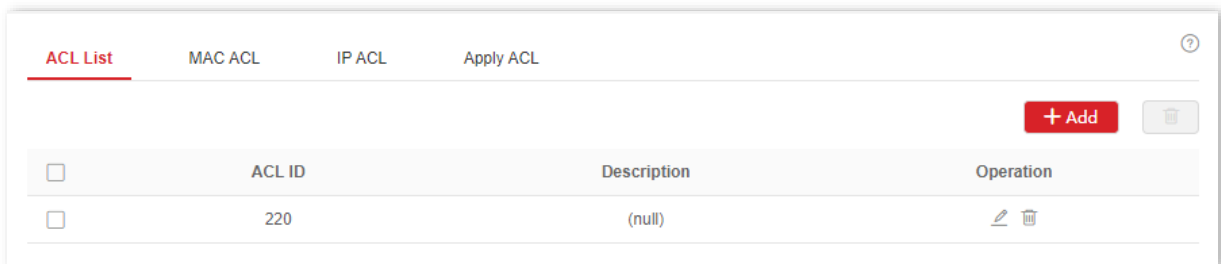 ACL List MAC ACL IP ACL Apply ACL ?
+ Add
ACL ID Description Operation
220 (null)